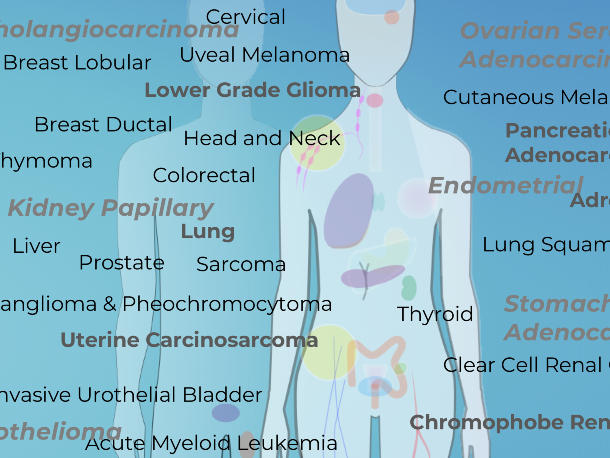 Cervical
holangiocarcinoma
Ovarian Ser
Adenocarcin
Breast Lobular
Uveal Melanoma
Lower Grade Glioma
Cutaneous Mela
Breast Ductal
Head and Neck
Pancreati
Adenocar
hymoma
Colorectal
Endometrial
Adr
Kidney Papillary
Lung
Liver
Lung Squam
Prostate
Sarcoma
anglioma & Pheochromocytoma
Thyroid
Stomach
Adenoca
Uterine Carcinosarcoma
Clear Cell Renal
nvasive Urothelial Bladder
Chromophobe Ren
othelioma
Acute Myeloid Leukemia